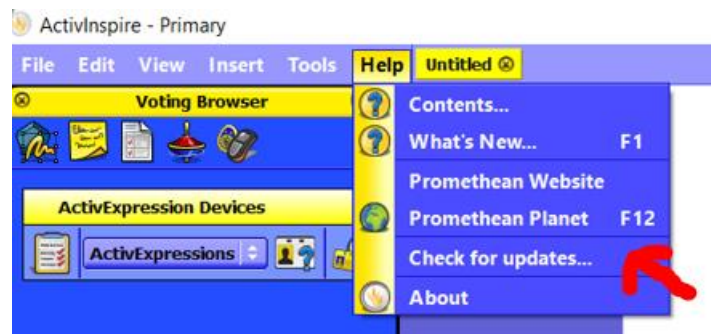 ActivInspire - Primary
File Edit View Insert Tools Help Untitled
Voting Browser
Contents...
What's New... F1
Promethean Website
ActivExpression Devices
Promethean Planet F12
ActivExpressions
Check for updates...
About